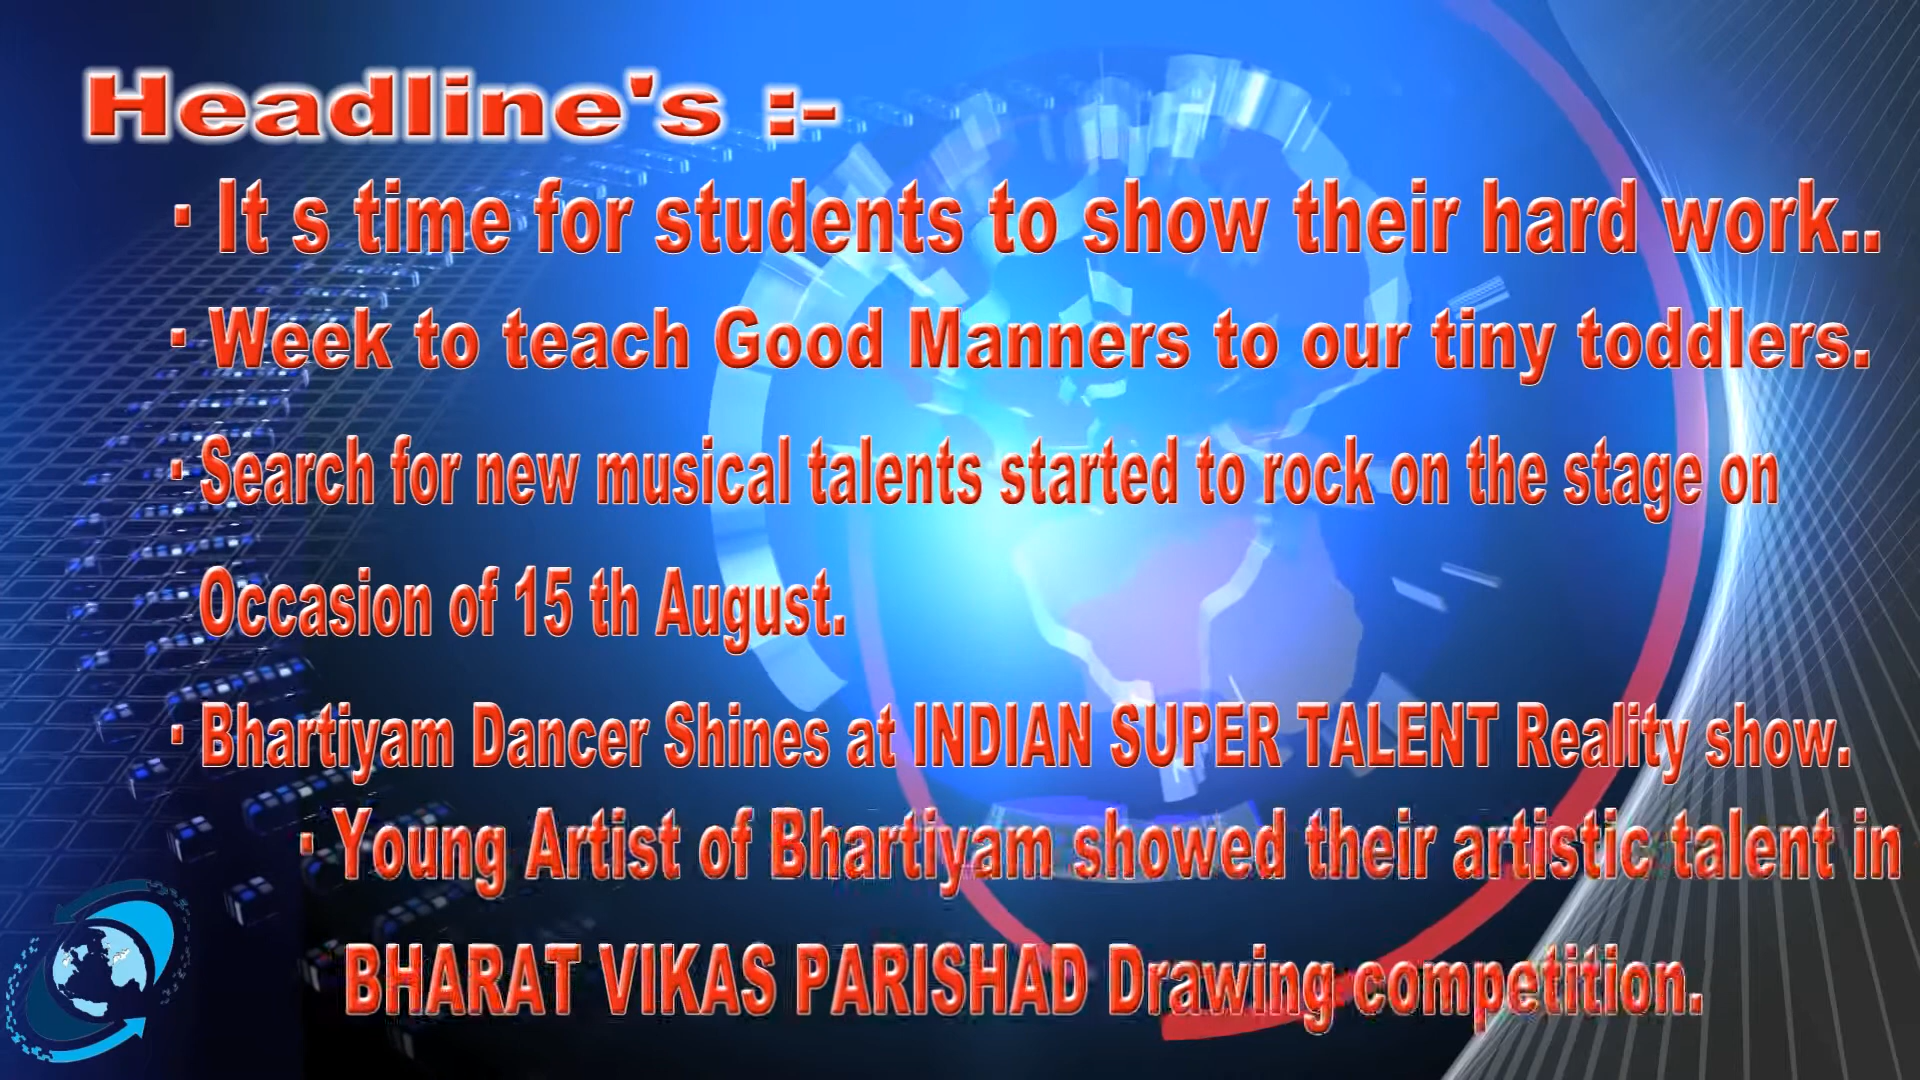 Headline's :-
· It s time for students to show their hard work..
· Week to teach Good Manners to our tiny toddlers.
· Search for new musical talents started to rock on the stage on
Occasion of 15 th August.
· Bhartiyam Dancer Shines at INDIAN SUPER TALENT Reality show.
· Young Artist of Bhartiyam showed their artistic talent in
BHARAT VIKAS PARISHAD Drawing competition.